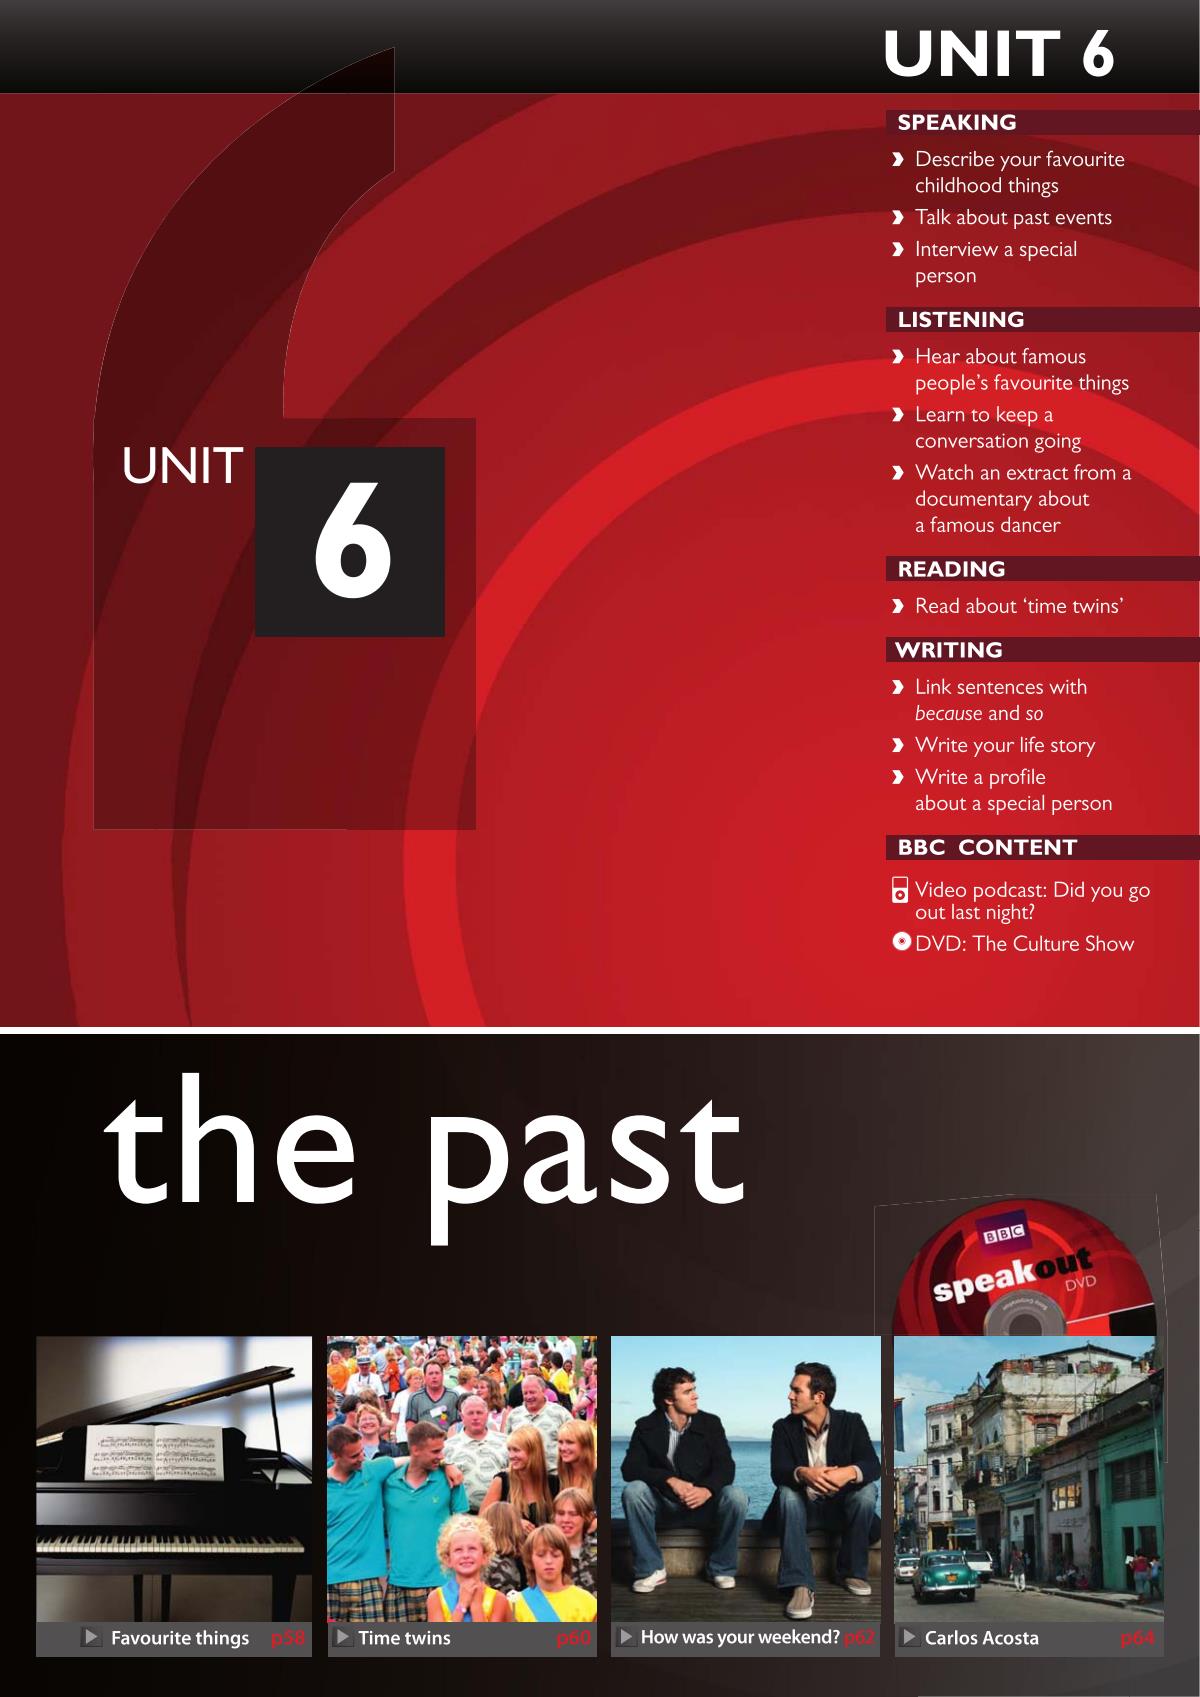 UNIT 6
SPEAKING
Describe your favourite
childhood things
Talk about past events
Interview a special
person
LISTENING
Hear about famous
people's favourite things
Learn to keep a
conversation going
Watch an extract from a
documentary about
a famous dancer
READING
Read about 'time twins'
WRITING
Link sentences with
because and so
Write your life story
Write a profile
about a special person
BBC CONTENT
Video podcast: Did you go
out last night?
DVD: The Culture Show
UNIT
6
the past
BBC
speakout
DVD
Favourite things p58
Time twins p60
How was your weekend? p62
Carlos Acosta p64